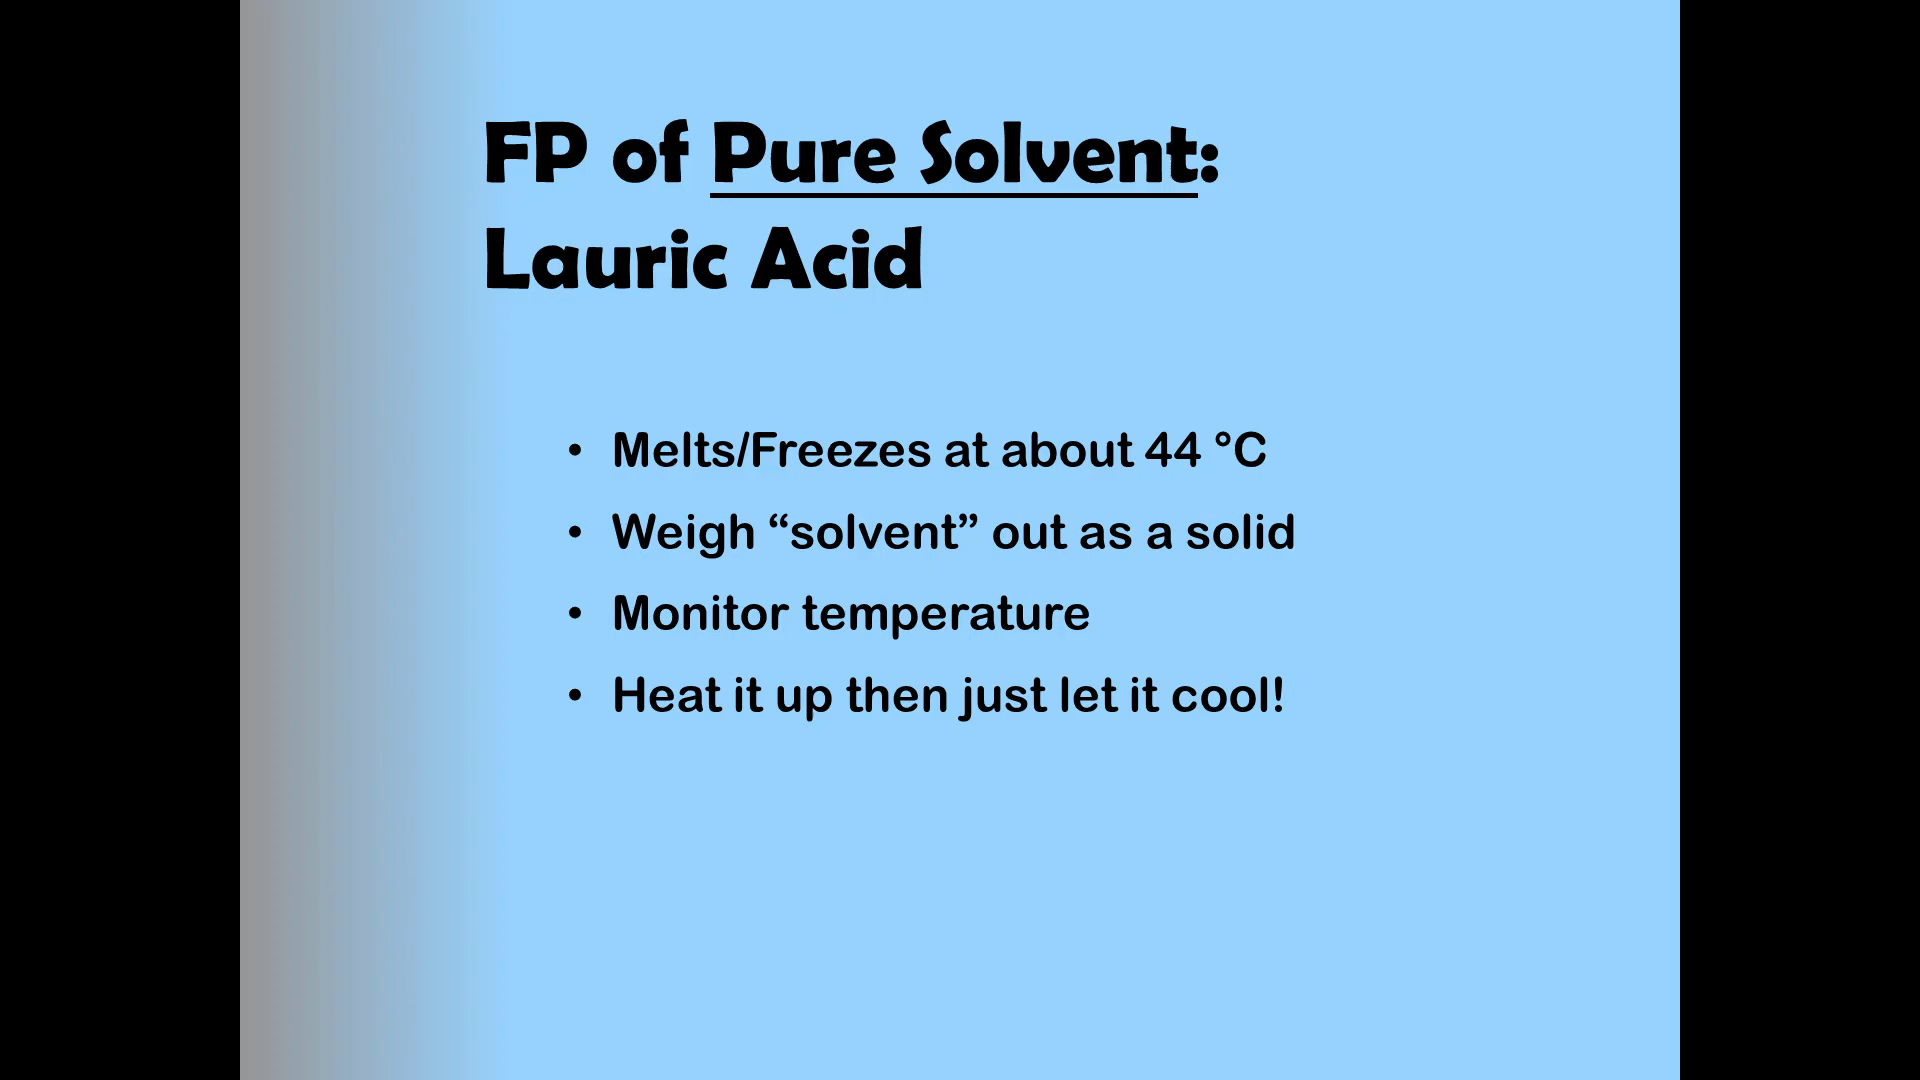 FP of Pure Solvent:
Lauric Acid
• Melts/Freezes at about 44 °C
• Weigh “solvent” out as a solid
• Monitor temperature
• Heat it up then just let it cool!